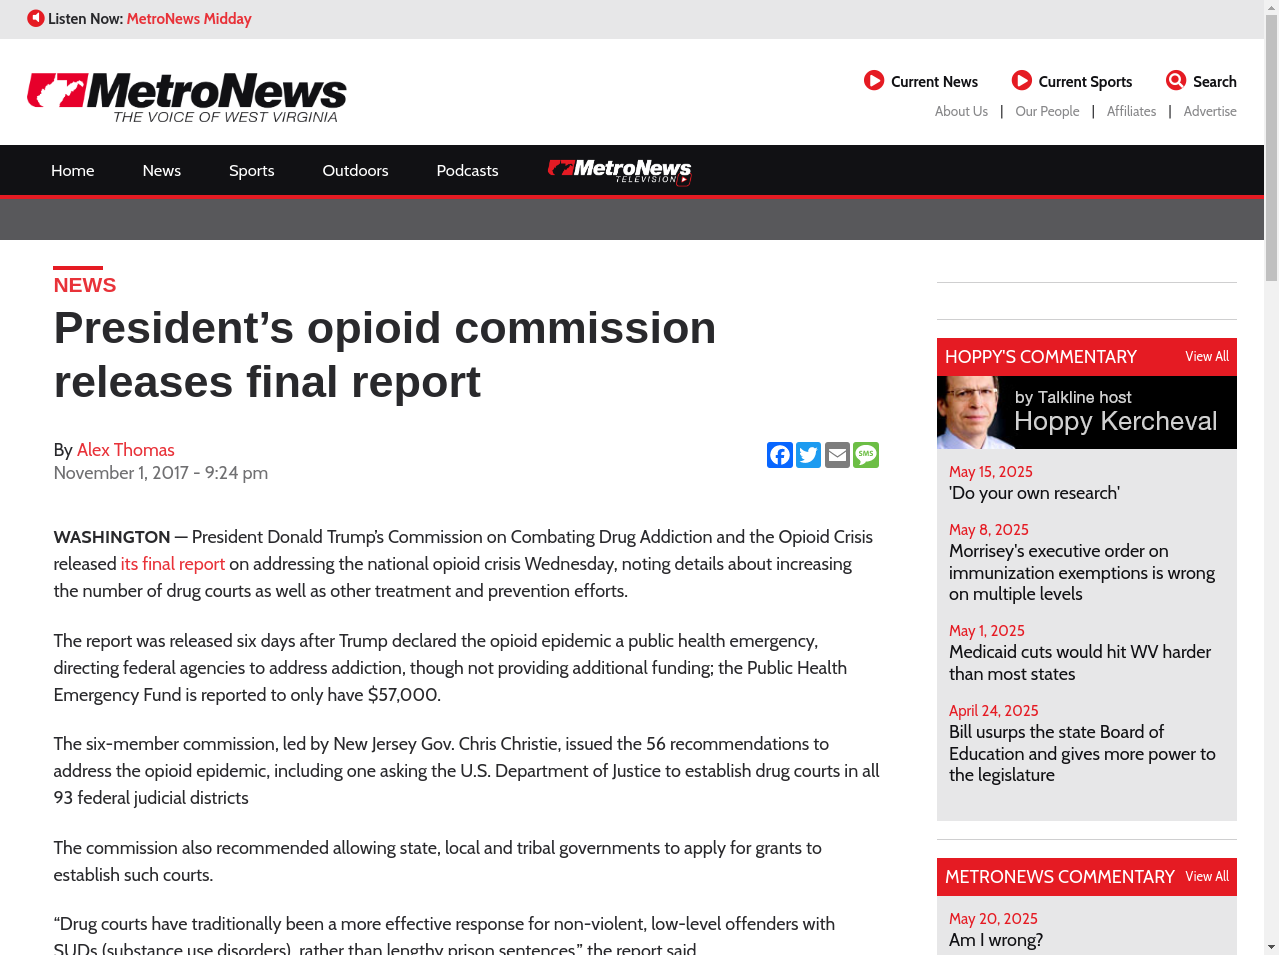 Listen Now: MetroNews Midday
MetroNews
THE VOICE OF WEST VIRGINIA
Current News
Current Sports
Search
About Us | Our People | Affiliates | Advertise
Home
News
Sports
Outdoors
Podcasts
MetroNews
TELEVISION
NEWS
President’s opioid commission
releases final report
By Alex Thomas
November 1, 2017 - 9:24 pm
SMS
WASHINGTON — President Donald Trump’s Commission on Combating Drug Addiction and the Opioid Crisis
released its final report on addressing the national opioid crisis Wednesday, noting details about increasing
the number of drug courts as well as other treatment and prevention efforts.
The report was released six days after Trump declared the opioid epidemic a public health emergency,
directing federal agencies to address addiction, though not providing additional funding; the Public Health
Emergency Fund is reported to only have $57,000.
The six-member commission, led by New Jersey Gov. Chris Christie, issued the 56 recommendations to
address the opioid epidemic, including one asking the U.S. Department of Justice to establish drug courts in all
93 federal judicial districts
The commission also recommended allowing state, local and tribal governments to apply for grants to
establish such courts.
“Drug courts have traditionally been a more effective response for non-violent, low-level offenders with
SUDs (substance use disorders), rather than lengthy prison sentences,” the report said.
HOPPY'S COMMENTARY
View All
by Talkline host
Hoppy Kercheval
May 15, 2025
'Do your own research'
May 8, 2025
Morrisey's executive order on
immunization exemptions is wrong
on multiple levels
May 1, 2025
Medicaid cuts would hit WV harder
than most states
April 24, 2025
Bill usurps the state Board of
Education and gives more power to
the legislature
METRONEWS COMMENTARY
View All
May 20, 2025
Am I wrong?